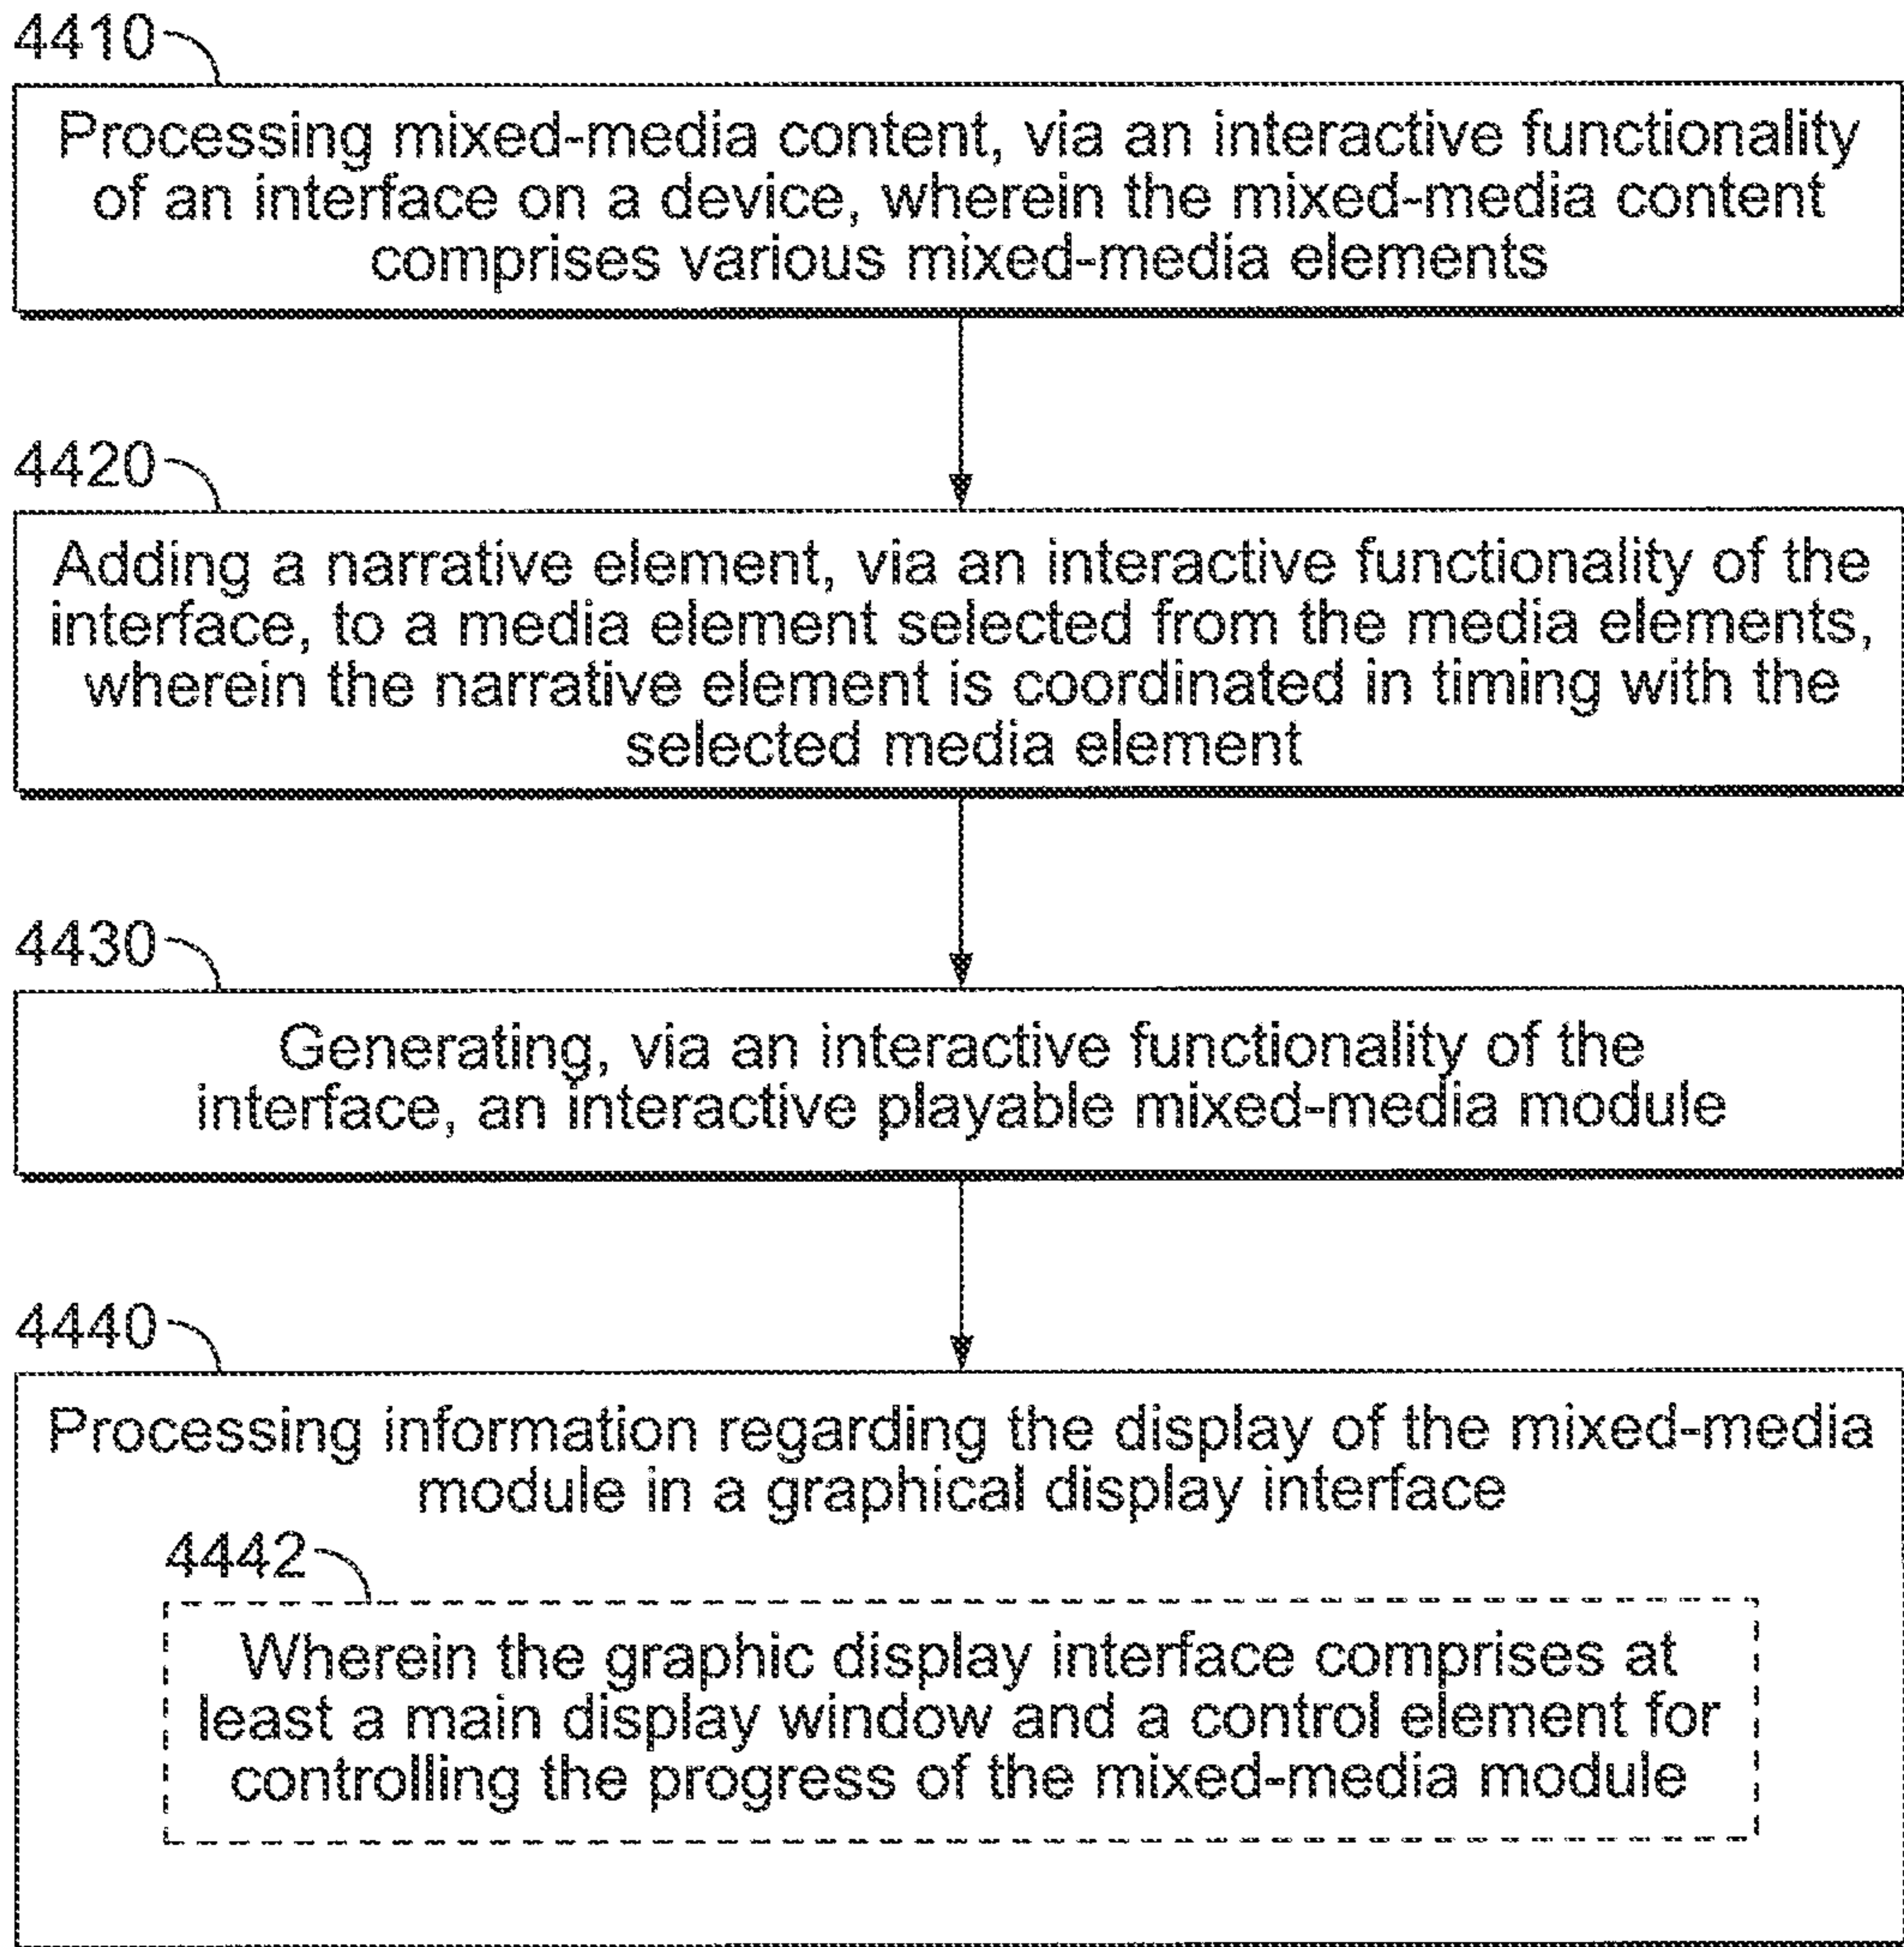 4410
Processing mixed-media content, via an interactive functionality
of an interface on a device, wherein the mixed-media content
comprises various mixed-media elements
4420
Adding a narrative element, via an interactive functionality of the
interface, to a media element selected from the media elements,
wherein the narrative element is coordinated in timing with the
selected media element
4430
Generating, via an interactive functionality of the
interface, an interactive playable mixed-media module
4440
Processing information regarding the display of the mixed-media
module in a graphical display interface
4442
Wherein the graphic display interface comprises at
least a main display window and a control element for
controlling the progress of the mixed-media module